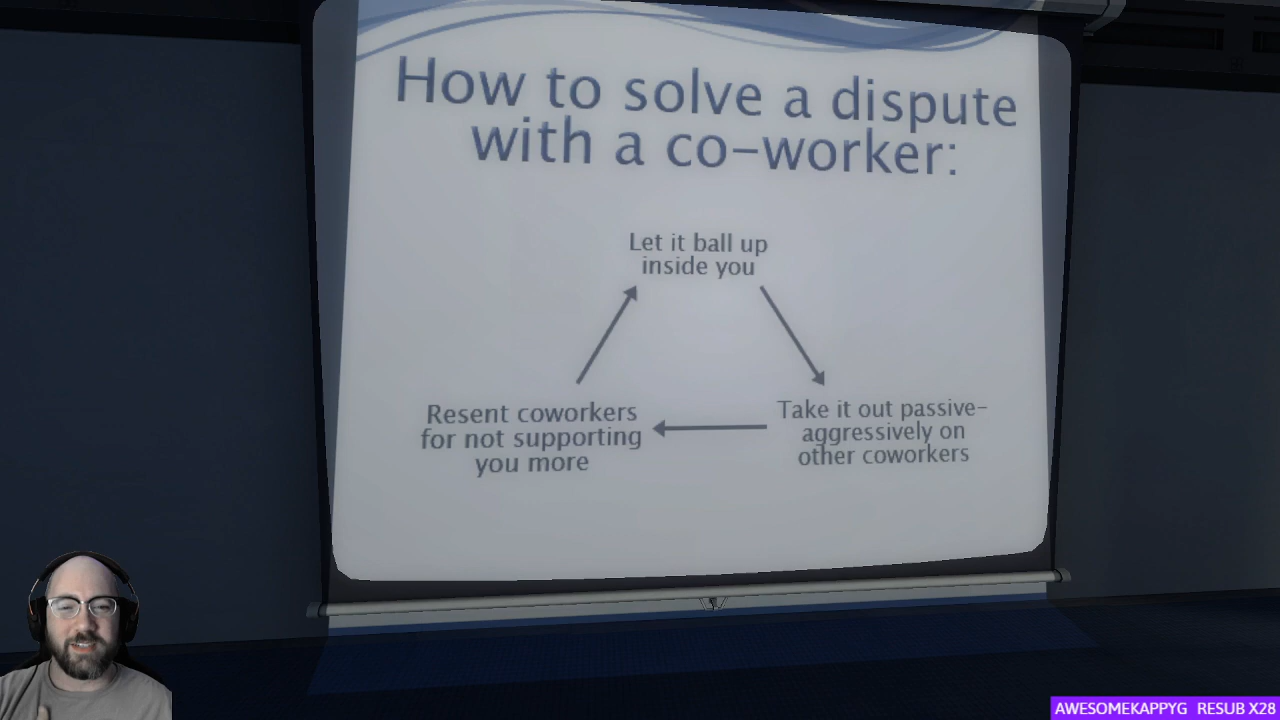 How to solve a dispute
with a co-worker:
Let it ball up
inside you
Take it out passive-
aggressively on
other coworkers
Resent coworkers
for not supporting
you more
AWESOMEKAPPYG RESUB X28